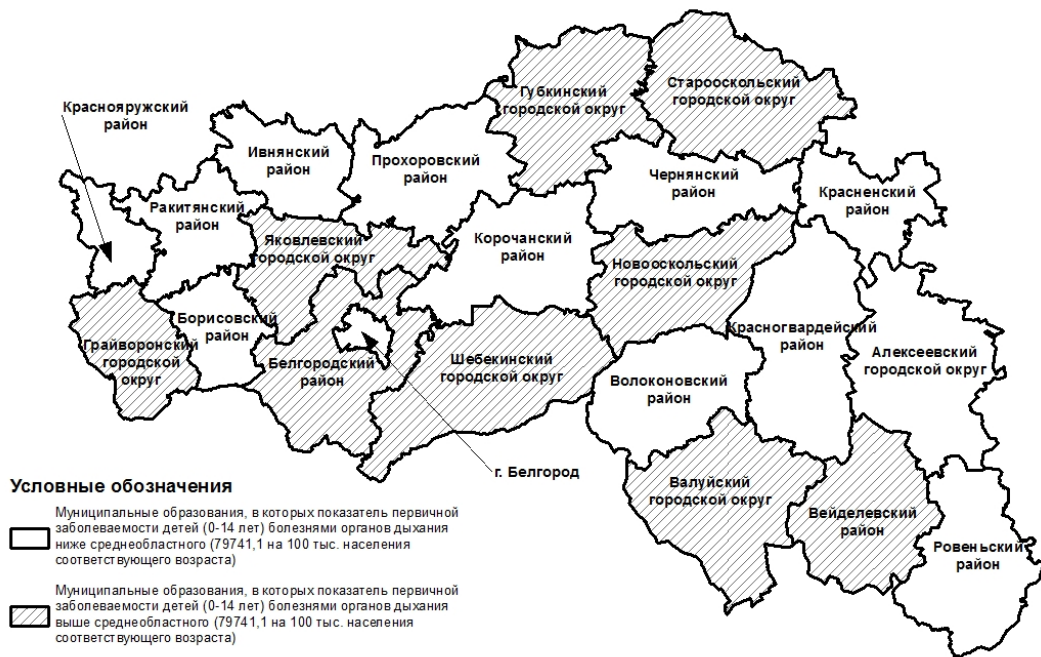 Губкинский
городской округ
Старооскольский
городской округ
Краснояружский
район
Ивнянский
район
Прохоровский
район
Чернянский
район
Красненский
район
Ракитянский
район
Яковлевский
городской округ
Корочанский
район
Новооскольский
городской округ
Борисовский
район
Грайворонский
городской
округ
Белгородский
район
Шебекинский
городской округ
Красногвардейский
район
Алексеевский
городской округ
Волоконовский
район
г. Белгород
Валуйский
городской округ
Вейделевский
район
Ровеньский
район
Условные обозначения
Муниципальные образования, в которых показатель первичной
заболеваемости детей (0-14 лет) болезнями органов дыхания
ниже среднеобластного (79741,1 на 100 тыс. населения
соответствующего возраста)
Муниципальные образования, в которых показатель первичной
заболеваемости детей (0-14 лет) болезнями органов дыхания
выше среднеобластного (79741,1 на 100 тыс. населения
соответствующего возраста)